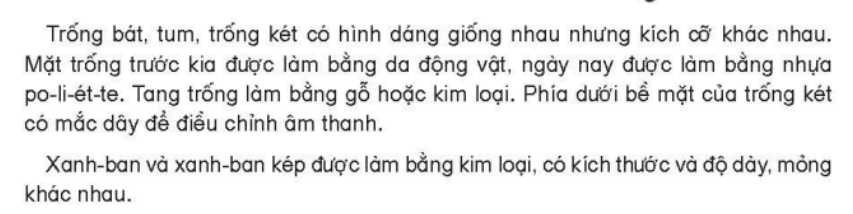 Trống bát, tum, trống két có hình dáng giống nhau nhưng kích cỡ khác nhau.
Mặt trống trước kia được làm bằng da động vật, ngày nay được làm bằng nhựa
po-li-ét-te. Tang trống làm bằng gỗ hoặc kim loại. Phía dưới bề mặt của trống két
có mắc dây để điều chỉnh âm thanh.
Xanh-ban và xanh-ban kép được làm bằng kim loại, có kích thước và độ dày, mỏng
khác nhau.